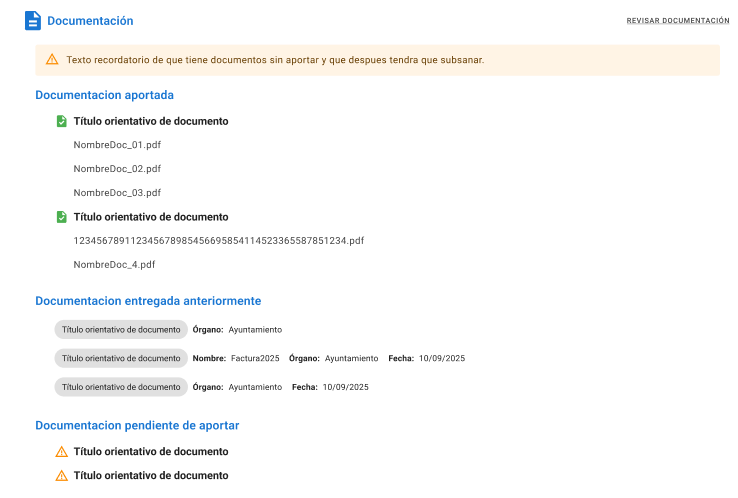 Documentación
REVISAR DOCUMENTACIÓN
Texto recordatorio de que tiene documentos sin aportar y que despues tendra que subsanar.
Documentacion aportada
Título orientativo de documento
NombreDoc_01.pdf
NombreDoc_02.pdf
NombreDoc_03.pdf
Título orientativo de documento
12345678911234567898545669585411452336558785​1234.pdf
NombreDoc_4.pdf
Documentacion entregada anteriormente
Título orientativo de documento Órgano: Ayuntamiento
Título orientativo de documento Nombre: Factura2025 Órgano: Ayuntamiento Fecha: 10/09/2025
Título orientativo de documento Órgano: Ayuntamiento Fecha: 10/09/2025
Documentacion pendiente de aportar
Título orientativo de documento
Título orientativo de documento